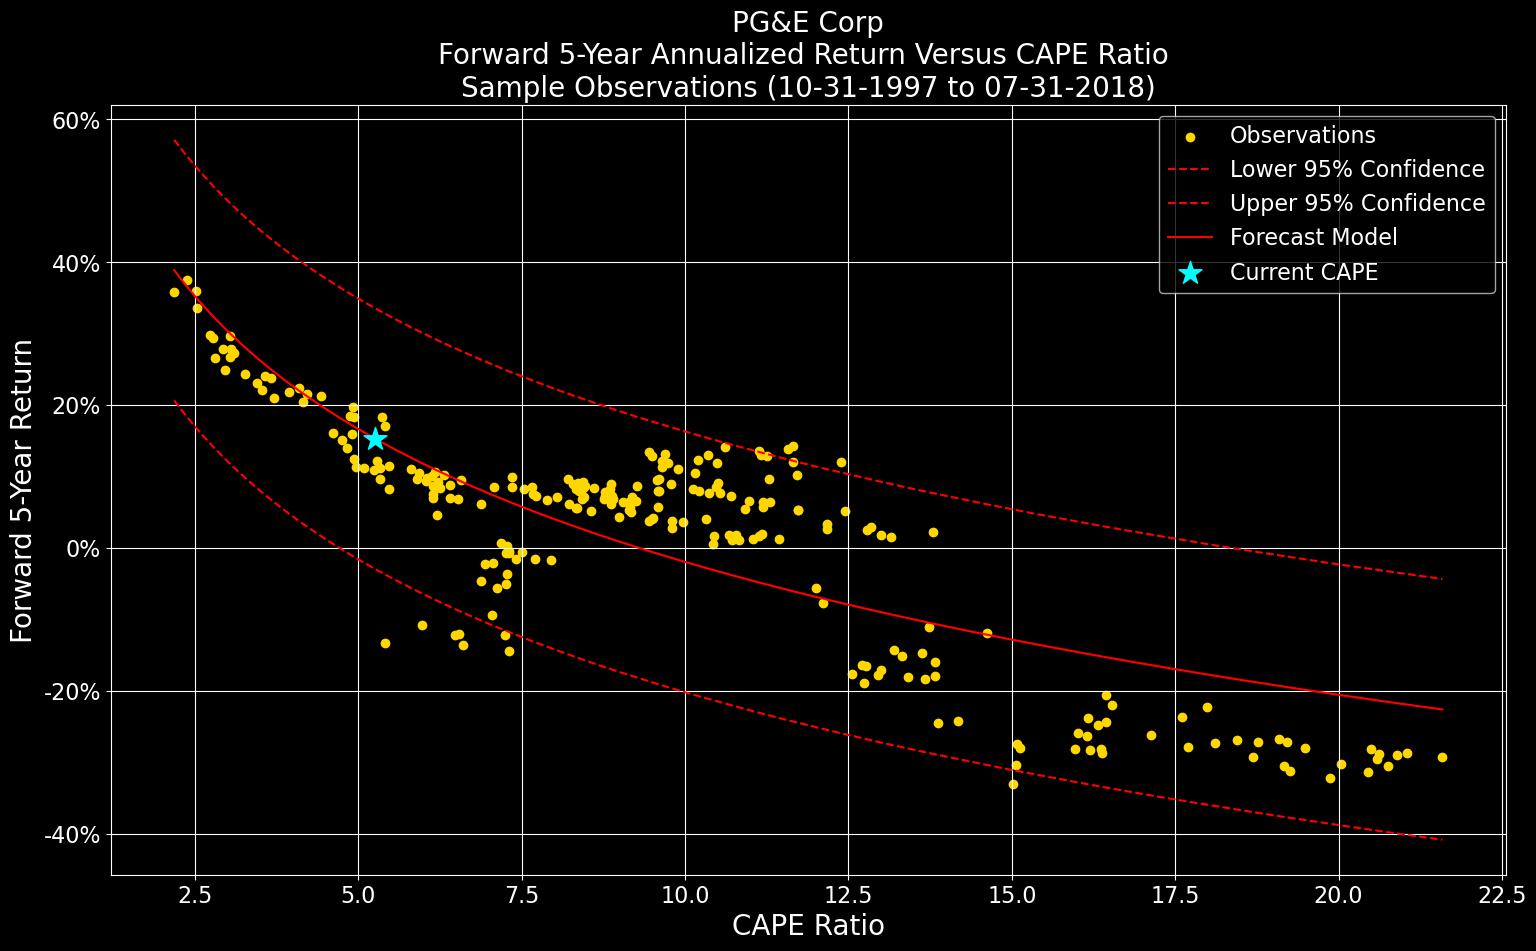 PG&E Corp
Forward 5-Year Annualized Return Versus CAPE Ratio
Sample Observations (10-31-1997 to 07-31-2018)
Observations
Lower 95% Confidence
Upper 95% Confidence
Forecast Model
Current CAPE
Forward 5-Year Return
60%
40%
20%
0%
-20%
-40%
2.5 5.0 7.5 10.0 12.5 15.0 17.5 20.0 22.5
CAPE Ratio